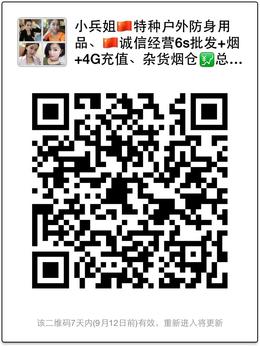 小兵姐🇨🇳特种户外防身用
品、🇨🇳诚信经营6s批发+烟
+4G充值、杂货烟仓💱总...
该二维码7天内(9月12日前)有效，重新进入将更新